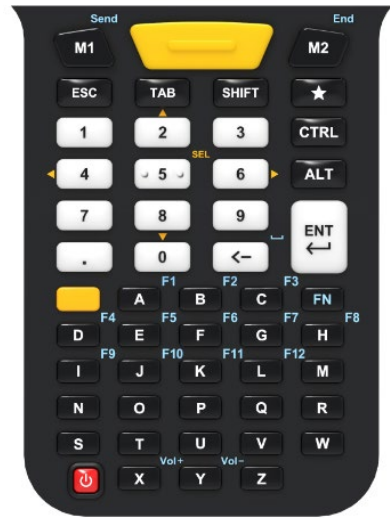 Send End
M1 M2
ESC TAB SHIFT ★
1 2 3 CTRL
SEL
4 5 6 ALT
7 8 9 ENT
. 0 <-
F1 F2 F3
A B C FN
F4 F5 F6 F7 F8
D E F G H
F9 F10 F11 F12
I J K L M
N O P Q R
S T U V W
Vol+ Vol-
X Y Z